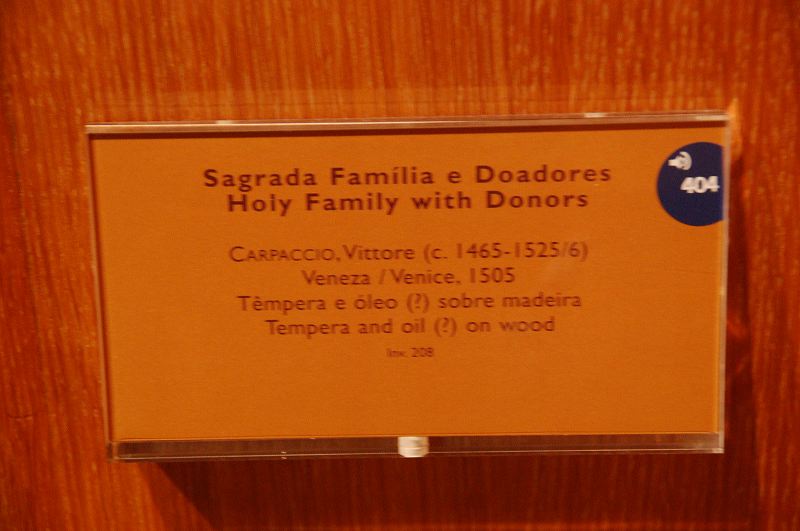 Sagrada Família e Doadores
Holy Family with Donors
404
CARPACCIO, Vittore (c. 1465-1525/6)
Veneza / Venice, 1505
Têmpera e óleo (?) sobre madeira
Tempera and oil (?) on wood
Inv. 208